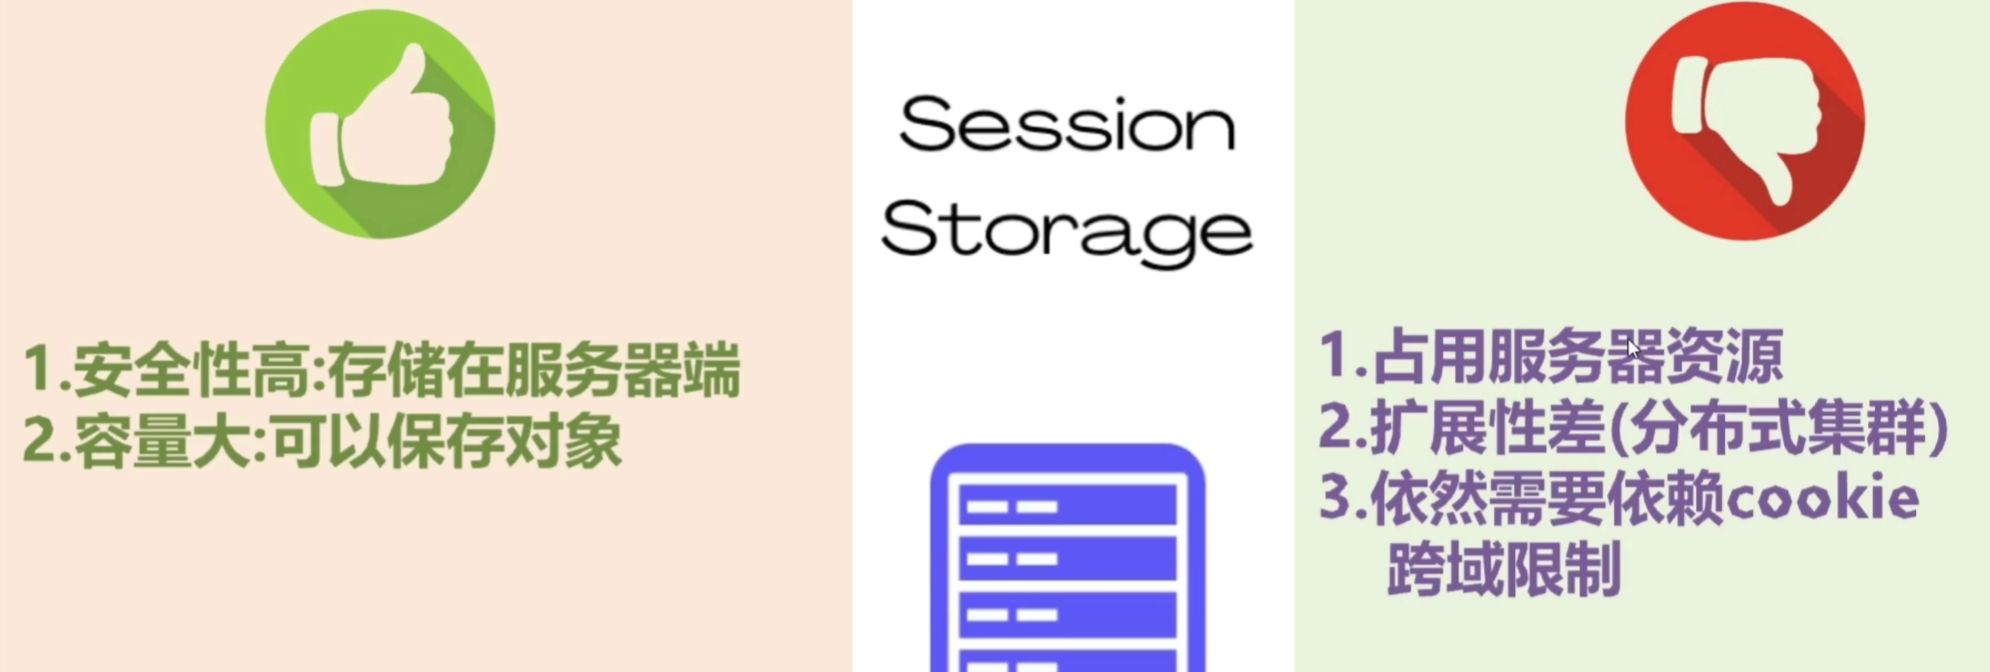 1.安全性高:存储在服务器端
2.容量大:可以保存对象
Session
Storage
1.占用服务器资源
2.扩展性差(分布式集群)
3.依然需要依赖cookie
跨域限制